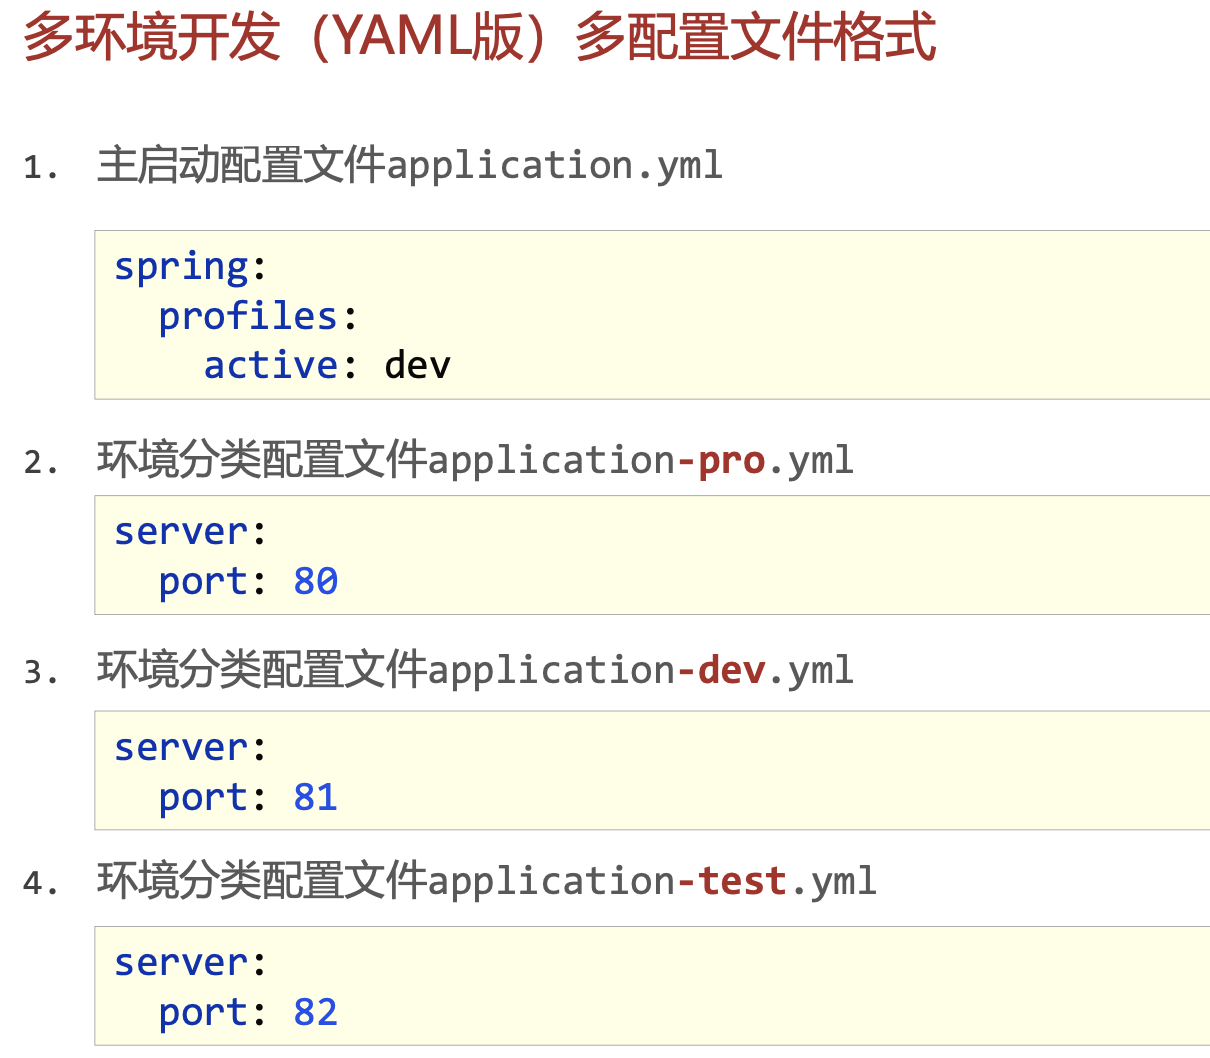 多环境开发（YAML版）多配置文件格式
1. 主启动配置文件application.yml
spring:
  profiles:
    active: dev
2. 环境分类配置文件application-pro.yml
server:
  port: 80
3. 环境分类配置文件application-dev.yml
server:
  port: 81
4. 环境分类配置文件application-test.yml
server:
  port: 82